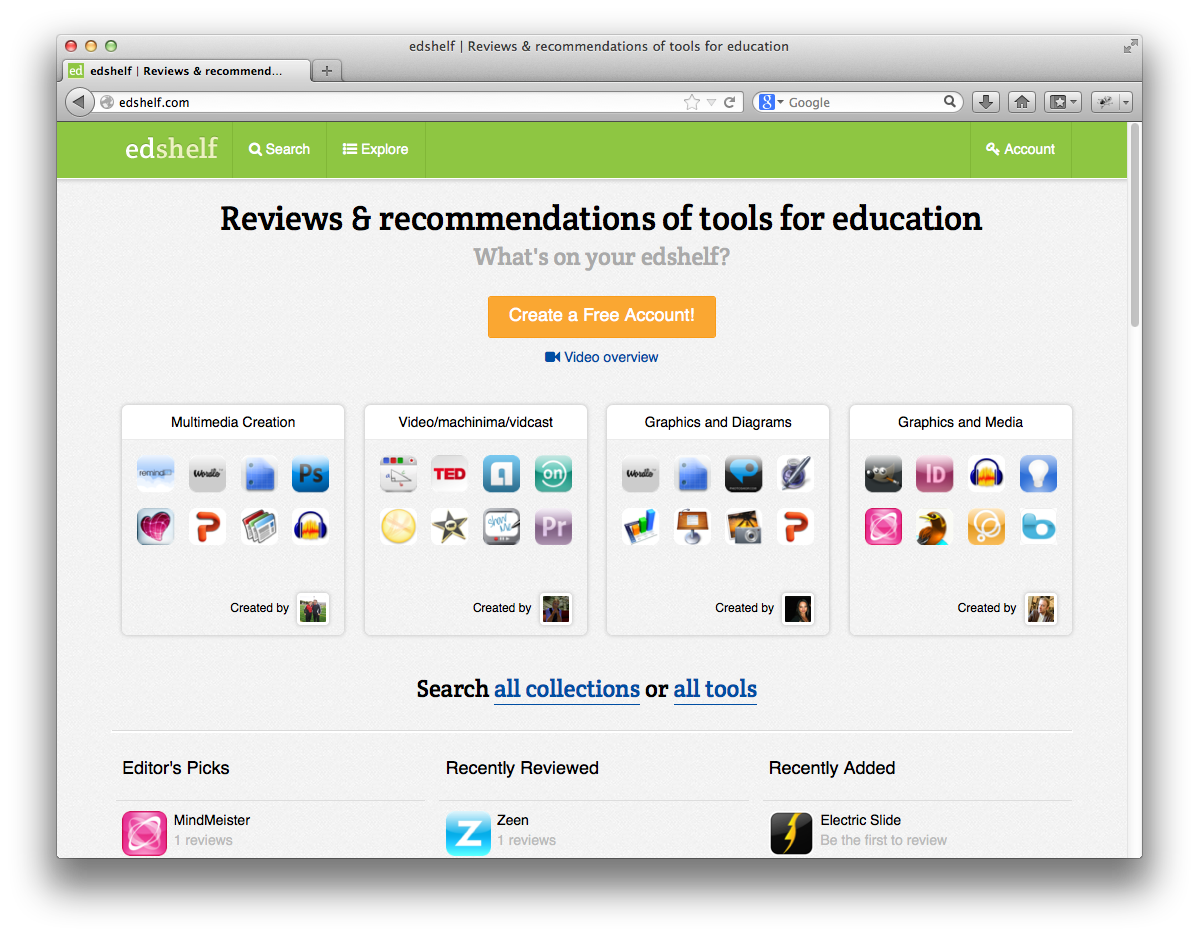 edshelf | Reviews & recommendations of tools for education
ed edshelf | Reviews & recommend...
edshelf.com
8 Google
edshelf Search Explore Account
Reviews & recommendations of tools for education
What's on your edshelf?
Create a Free Account!
Video overview
Multimedia Creation Video/machinima/vidcast Graphics and Diagrams Graphics and Media
remind Wordle Ps TED on Wordle ID
P Pr P
Created by Created by Created by Created by
Search all collections or all tools
Editor's Picks Recently Reviewed Recently Added
MindMeister Z Zeen Electric Slide
1 reviews 1 reviews Be the first to review